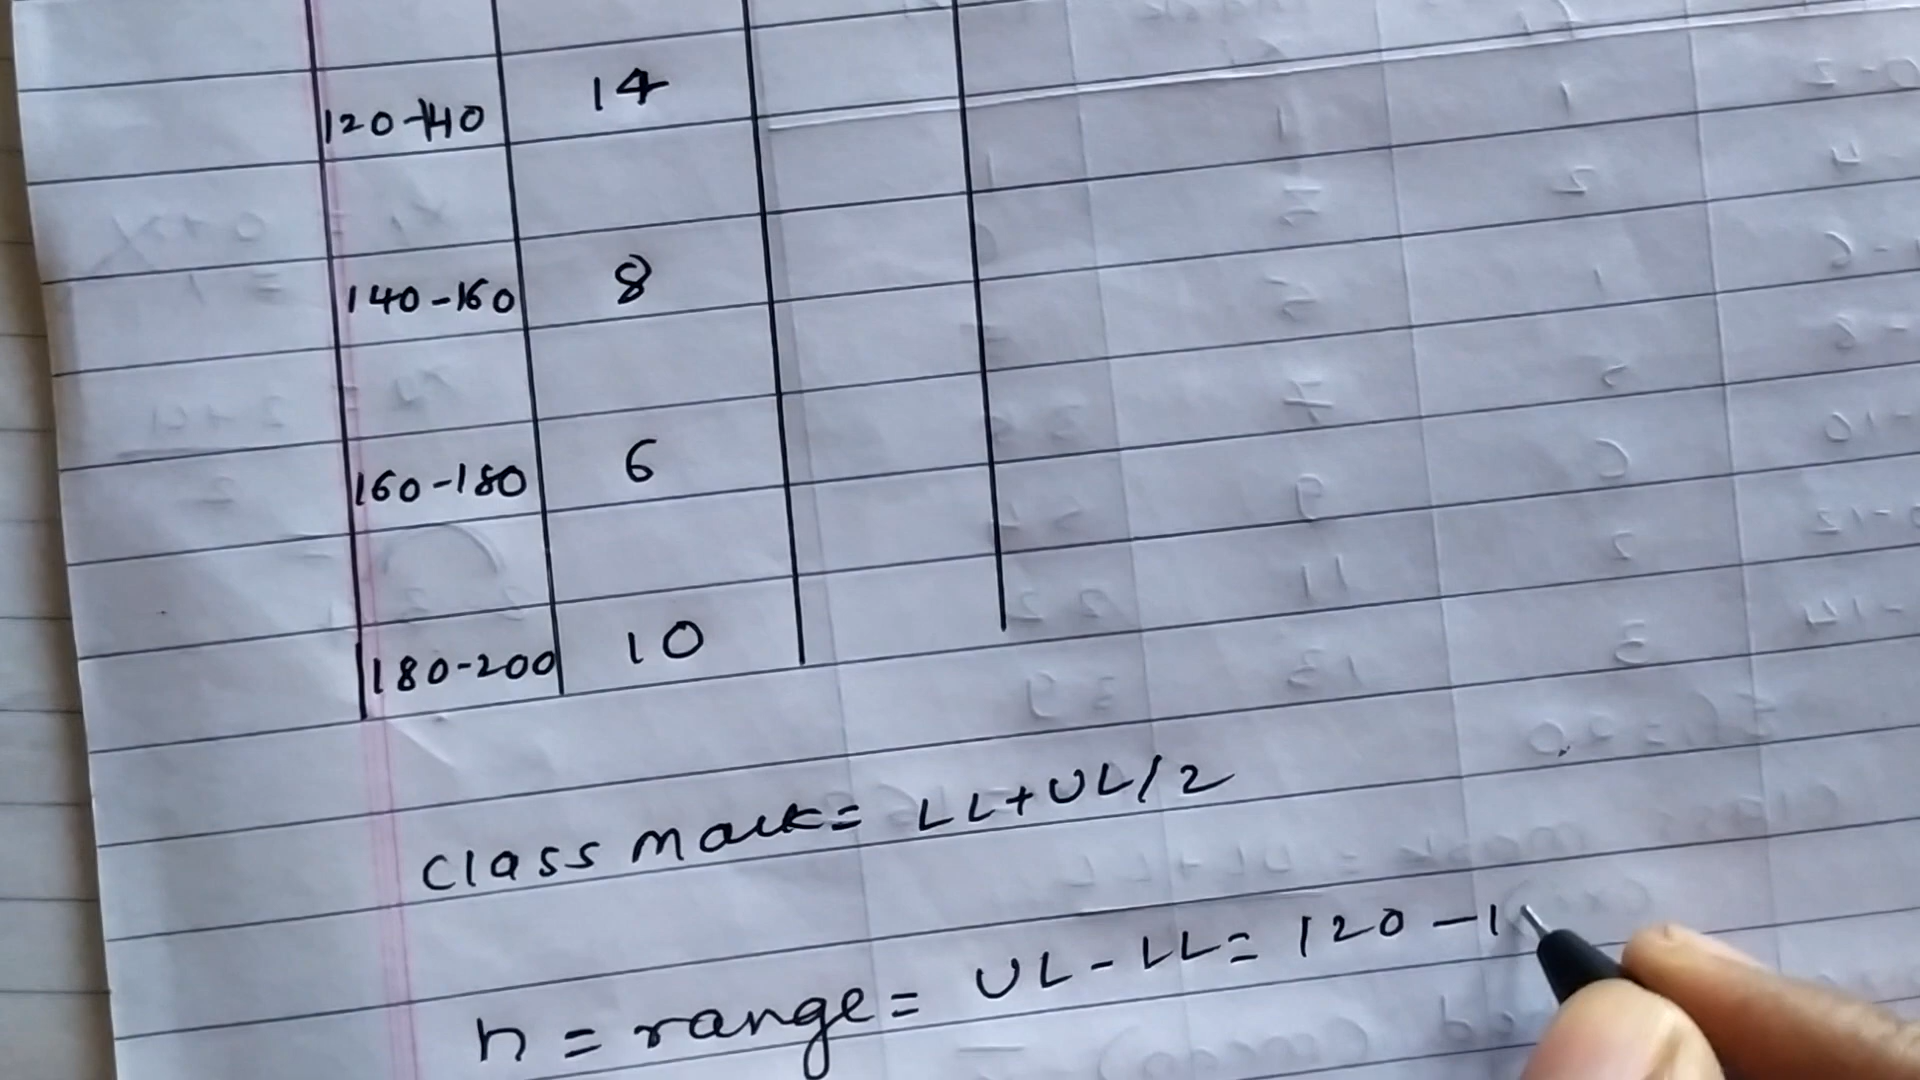 120-140 14
140-160 8
160-180 6
180-200 10
class mark = LL+UL/2
h = range = UL-LL = 120-1